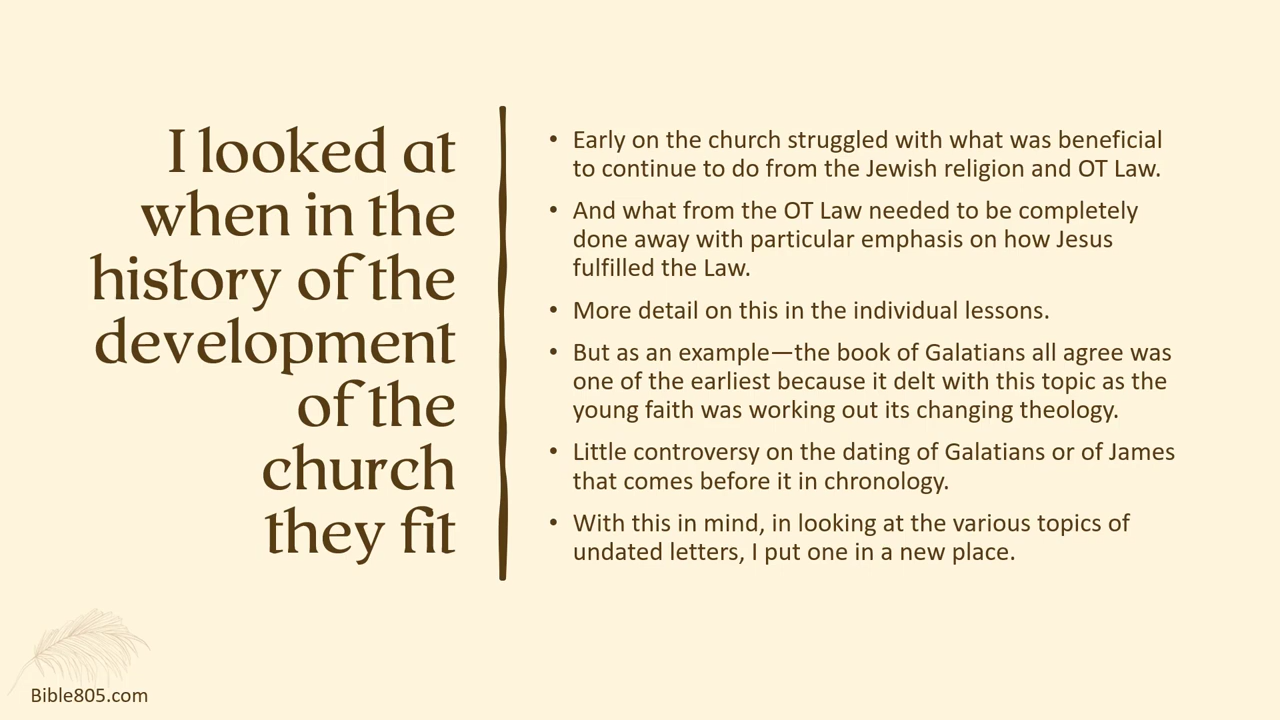 I looked at
when in the
history of the
development
of the
church
they fit
• Early on the church struggled with what was beneficial
to continue to do from the Jewish religion and OT Law.
• And what from the OT Law needed to be completely
done away with particular emphasis on how Jesus
fulfilled the Law.
• More detail on this in the individual lessons.
• But as an example—the book of Galatians all agree was
one of the earliest because it delt with this topic as the
young faith was working out its changing theology.
• Little controversy on the dating of Galatians or of James
that comes before it in chronology.
• With this in mind, in looking at the various topics of
undated letters, I put one in a new place.
Bible805.com